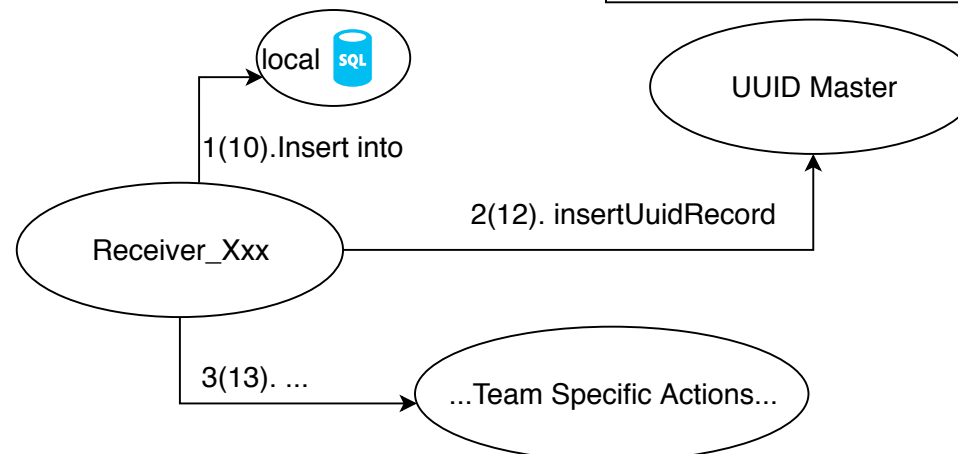 local SQL
UUID Master
1(10).Insert into
2(12). insertUuidRecord
Receiver_Xxx
3(13). ...
...Team Specific Actions...